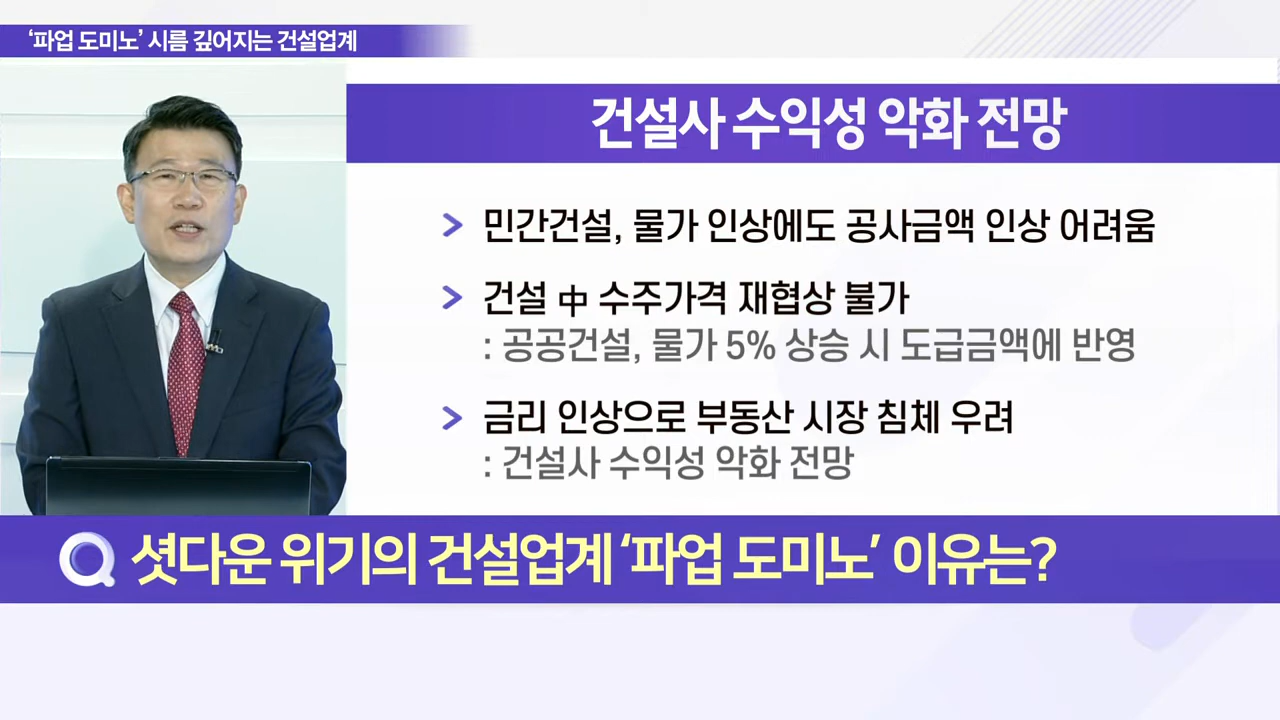 ‘파업 도미노’ 시름 깊어지는 건설업계
건설사 수익성 악화 전망
> 민간건설, 물가 인상에도 공사금액 인상 어려움
> 건설 中 수주가격 재협상 불가
: 공공건설, 물가 5% 상승 시 도급금액에 반영
> 금리 인상으로 부동산 시장 침체 우려
: 건설사 수익성 악화 전망
셧다운 위기의 건설업계 ‘파업 도미노’ 이유는?